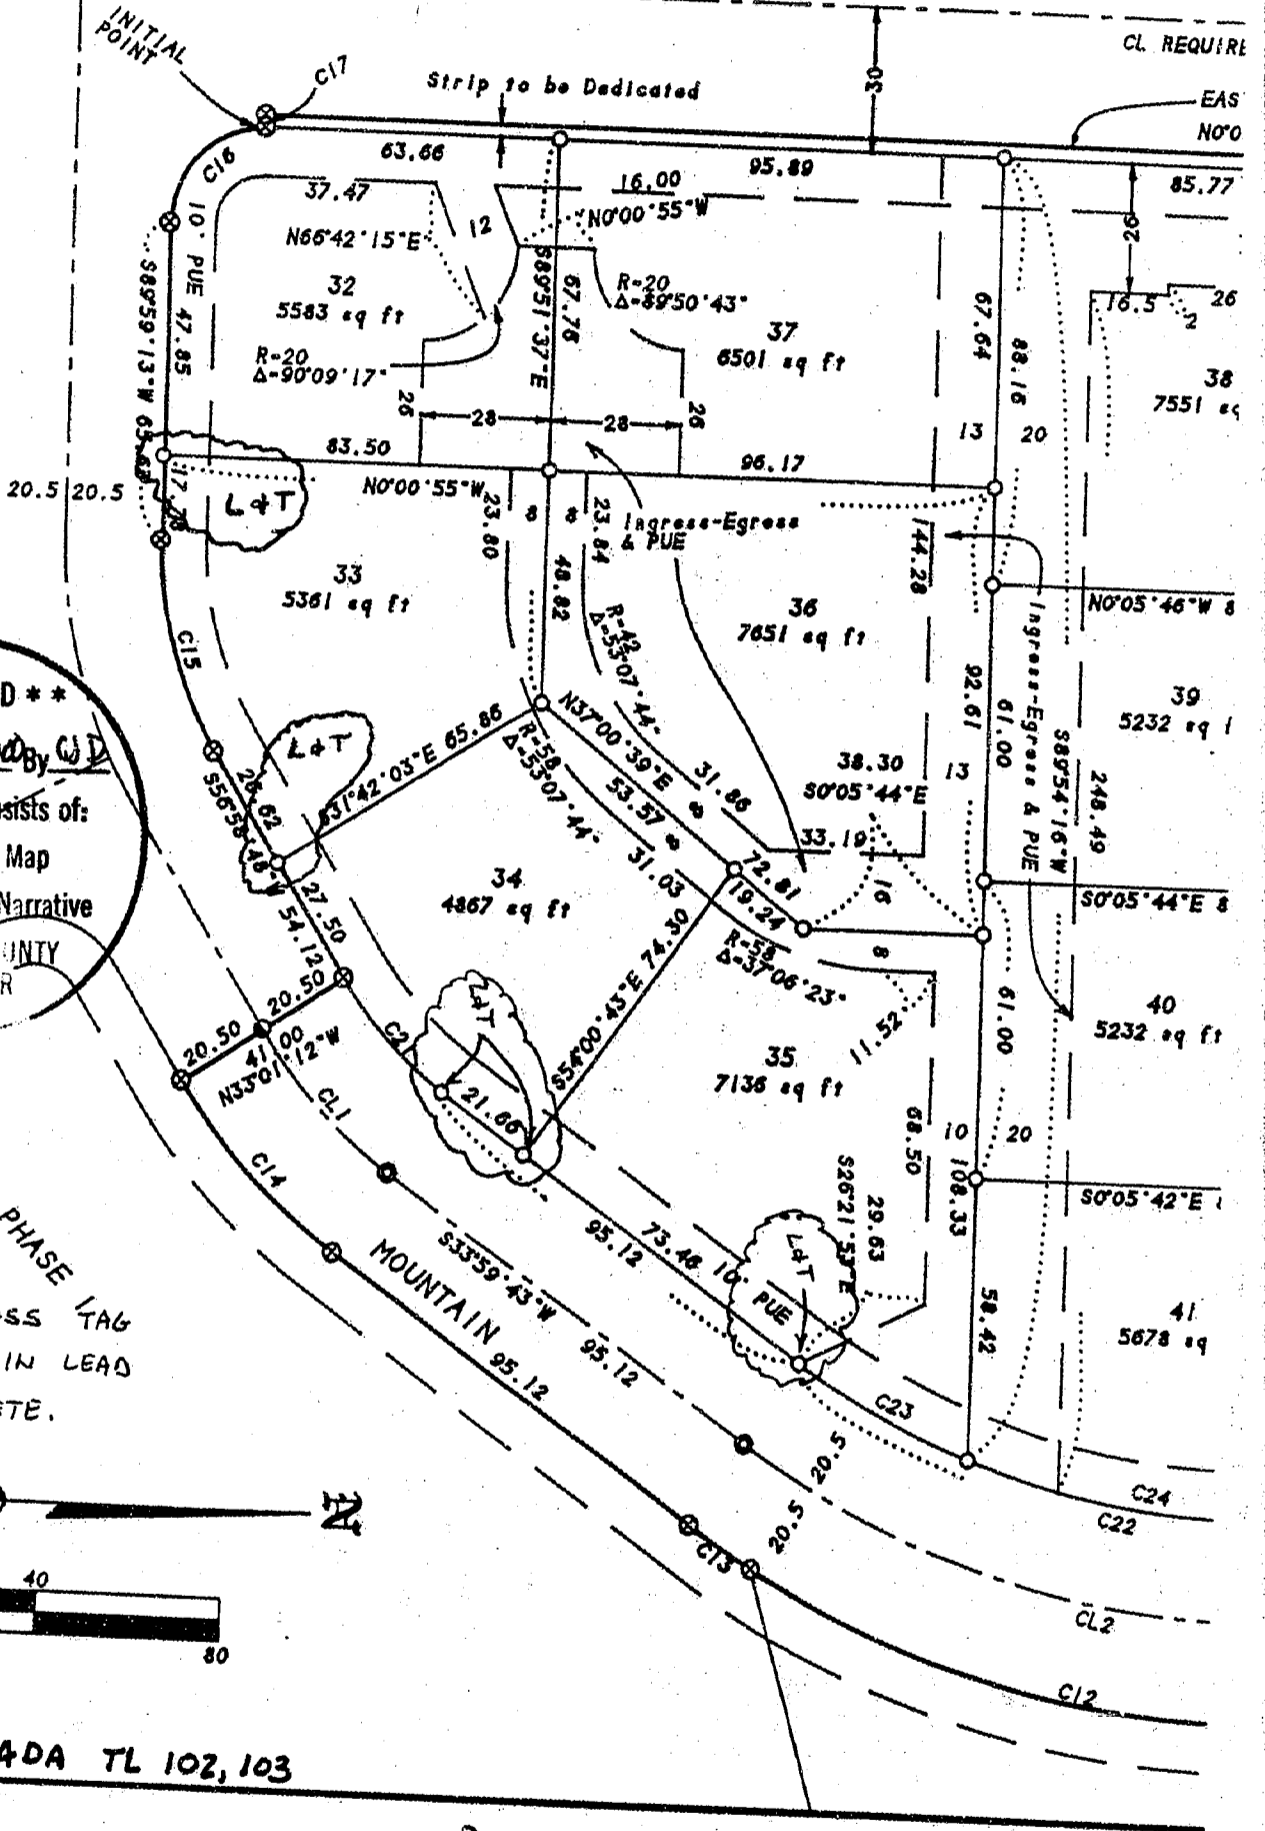 INITIAL
POINT
C17
Strip to be Dedicated
30
CL REQUIRE
EAS
N0°0
C16
63.66
95.89
85.77
37.47
16.00
N0°00'55"W
12
N66°42'15"E
26
10' PUE
47.85
S89°59'13"W
32
5583 sq ft
S89°51'37"E
67.76
R=20
Δ=89°50'43"
37
6501 sq ft
67.64
88.16
16.5
26
2
38
7551 sq
R=20
Δ=90°09'17"
26
28
28
26
13
20
83.50
96.17
20.5
20.5
17.78
L&T
N0°00'55"W
23.80
8
8
23.84
Ingress-Egress
& PUE
144.28
33
5361 sq ft
48.82
36
7651 sq ft
N0°05'46"W 8
C15
R=42
Δ=53°07'44"
92.61
61.00
Ingress-Egress & PUE
S89°54'16"W
248.49
39
5232 sq f
D * *
By
L&T
S31°42'03"E 65.86
N37°00'39"E
R=58
Δ=53°07'44"
31.86
53.57
8
8
38.30
S0°05'44"E
13
sists of:
Map
Narrative
UNTY
R
26.62
S56°58'48"W
33.19
72.81
31.03
34
4867 sq ft
19.24
16
S0°05'44"E 8
27.50
54.12
S54°00'43"E 74.30
R=58
Δ=37°06'23"
8
20.50
20.50
41.00
N33°01'12"W
C21
L&T
11.52
61.00
40
5232 sq ft
35
7136 sq ft
CL1
21.66
68.50
10
20
108.33
C14
S26°21'53"E
29.63
S0°05'42"E
PHASE
TAG
IN LEAD
MOUNTAIN
S33°59'43"W
95.12
95.12
95.12
73.46
10'
PUE
L&T
58.42
41
5678 sq
C23
20.5
20.5
C24
C22
C13
CL2
C12
N
40
80
ADA TL 102,103